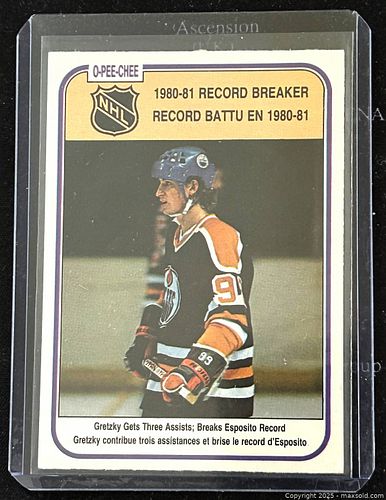 Ascension
(U.K.)
O-PEE-CHEE
NHL
1980-81 RECORD BREAKER
RECORD BATTU EN 1980-81
99
99
Gretzky Gets Three Assists; Breaks Esposito Record
Gretzky contribue trois assistances et brise le record d'Esposito
© Copyright 2025 - maxsold.com